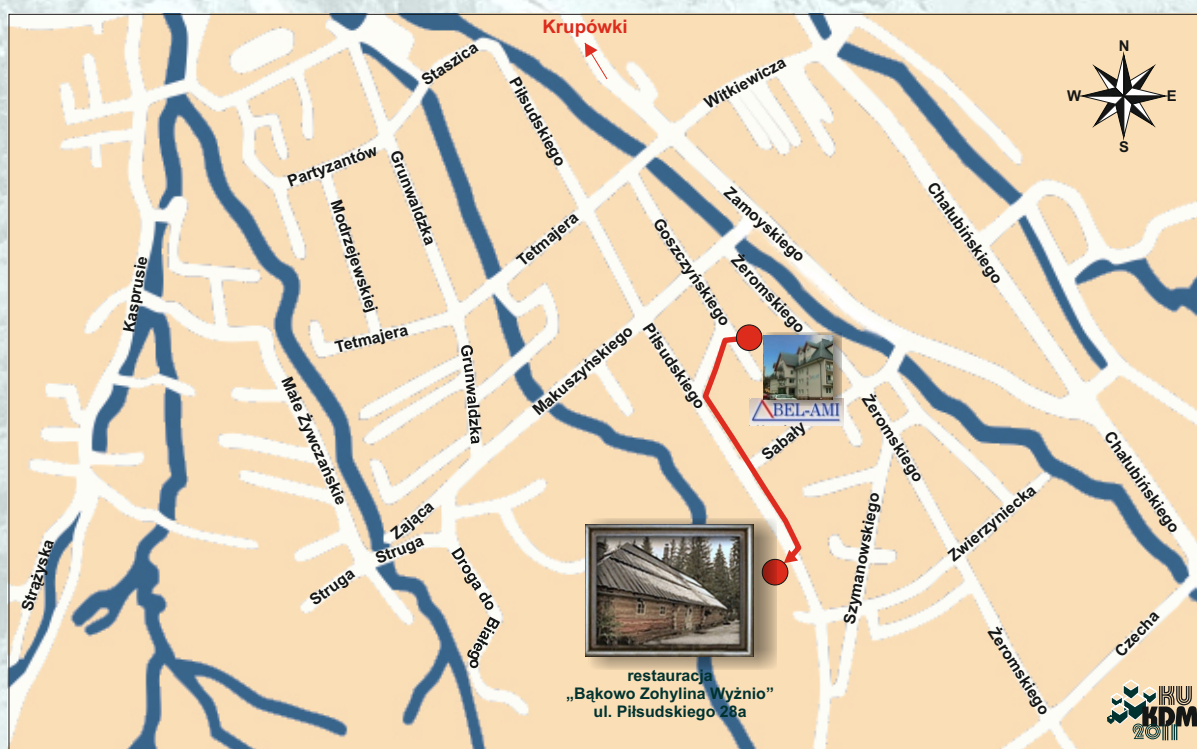 Krupówki
N
W
E
S
Staszica
Piłsudskiego
Witkiewicza
Partyzantów
Grunwaldzka
Modrzejewskiej
Zamoyskiego
Chałubińskiego
Tetmajera
Goszczyńskiego
Żeromskiego
Kasprusie
Tetmajera
Piłsudskiego
Grunwaldzka
Makuszyńskiego
Małe Żywczańskie
BEL-AMI
Sabały
Żeromskiego
Chałubińskiego
Zająca
Struga
Struga
Droga do Białego
Strążyska
Szymanowskiego
Zwierzyniecka
Żeromskiego
Czecha
restauracja
„Bąkowo Zohylina Wyżnio”
ul. Piłsudskiego 28a
KU
KDM
2011